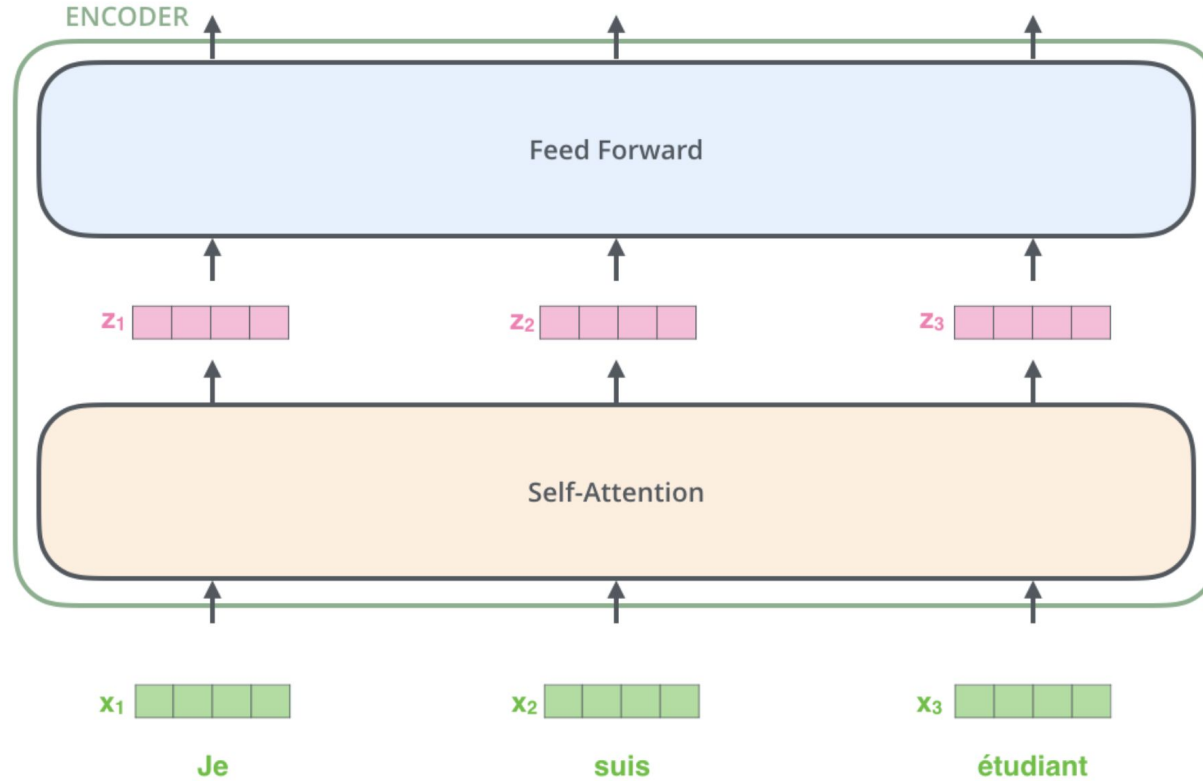 ENCODER
Feed Forward
z₁ z₂ z₃
Self-Attention
x₁ x₂ x₃
Je suis étudiant